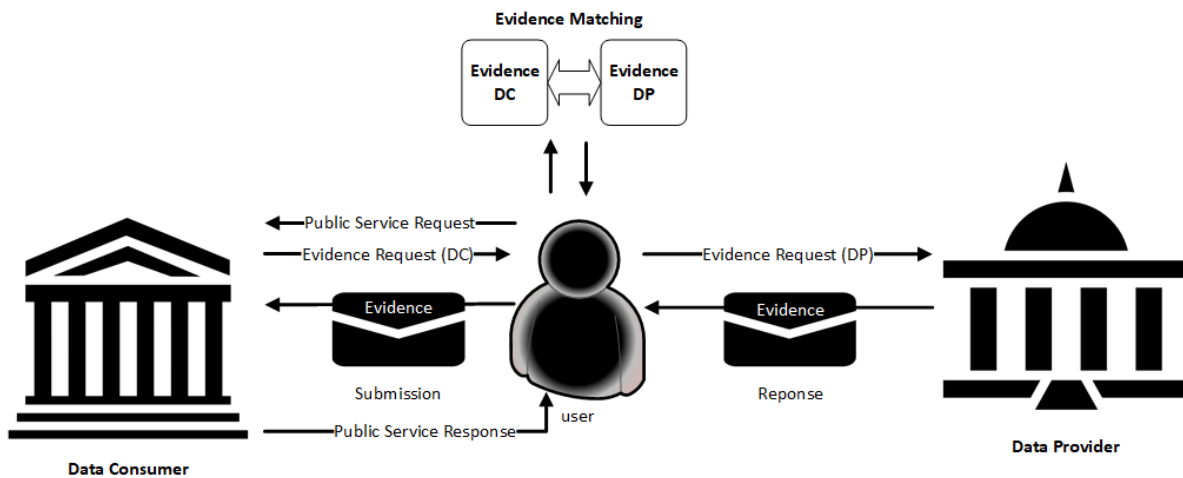 Evidence Matching
Evidence
DC
Evidence
DP
Public Service Request
Evidence Request (DC)
Evidence Request (DP)
Evidence
Evidence
Submission
Reponse
user
Public Service Response
Data Consumer
Data Provider